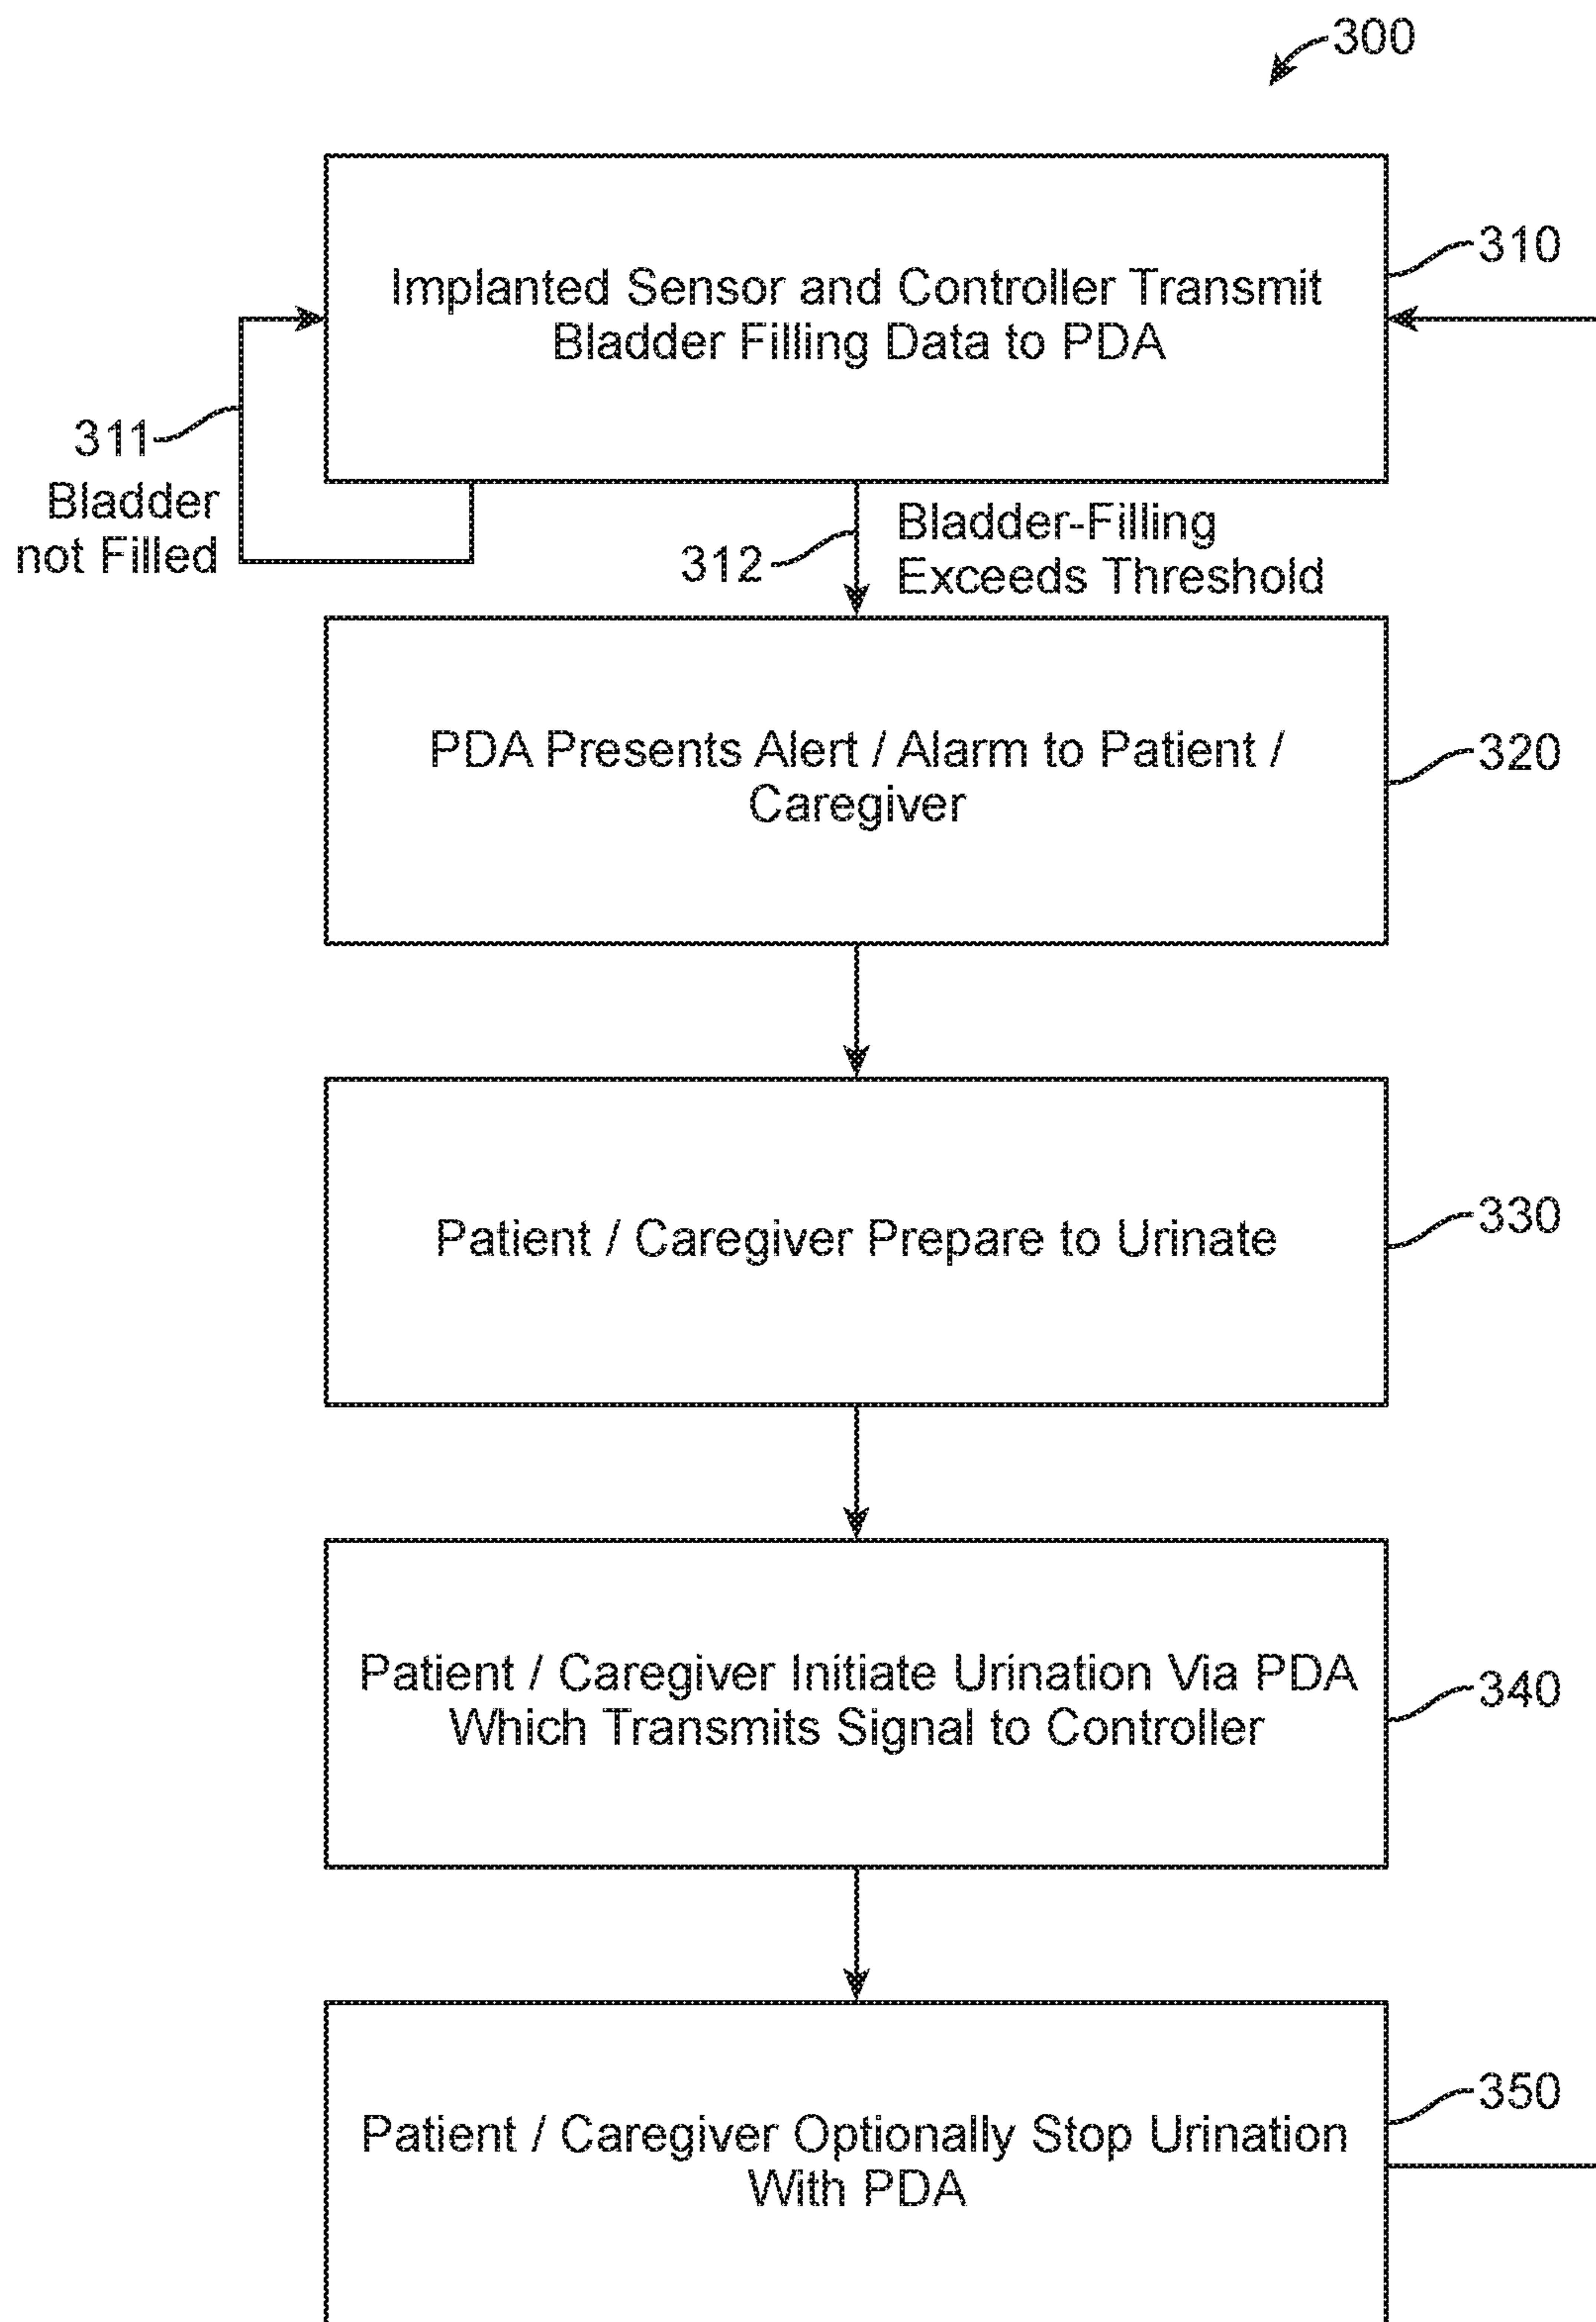 300
Implanted Sensor and Controller Transmit
Bladder Filling Data to PDA
310
311
Bladder
not Filled
312
Bladder-Filling
Exceeds Threshold
PDA Presents Alert / Alarm to Patient /
Caregiver
320
Patient / Caregiver Prepare to Urinate
330
Patient / Caregiver Initiate Urination Via PDA
Which Transmits Signal to Controller
340
Patient / Caregiver Optionally Stop Urination
With PDA
350